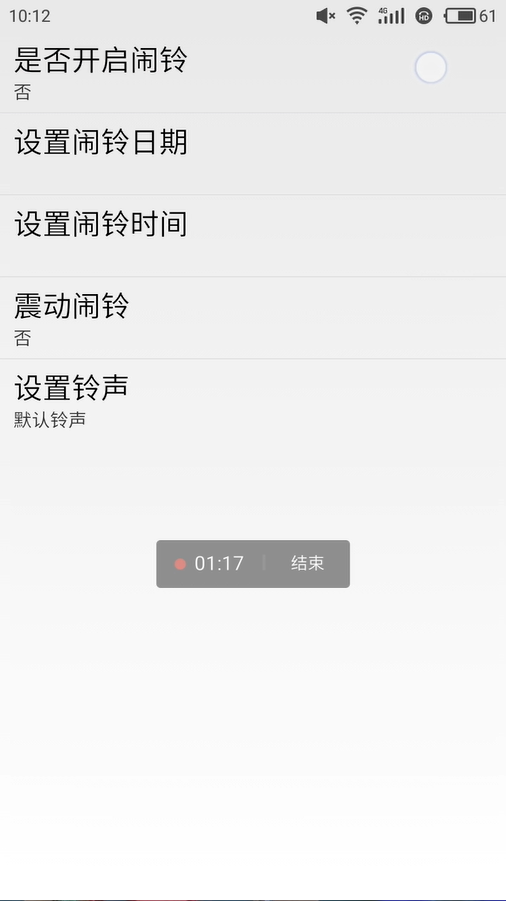 10:12 4G HD 61
是否开启闹铃
否
设置闹铃日期
设置闹铃时间
震动闹铃
否
设置铃声
默认铃声
01:17 结束